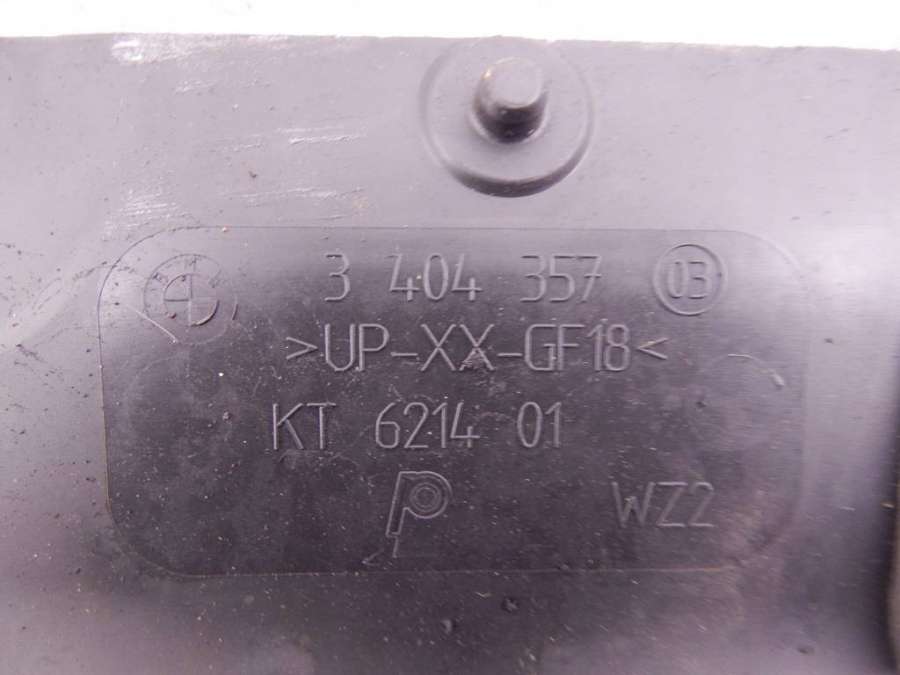 3 404 357 03
>UP-XX-GF18<
KT 6214 01
WZ2